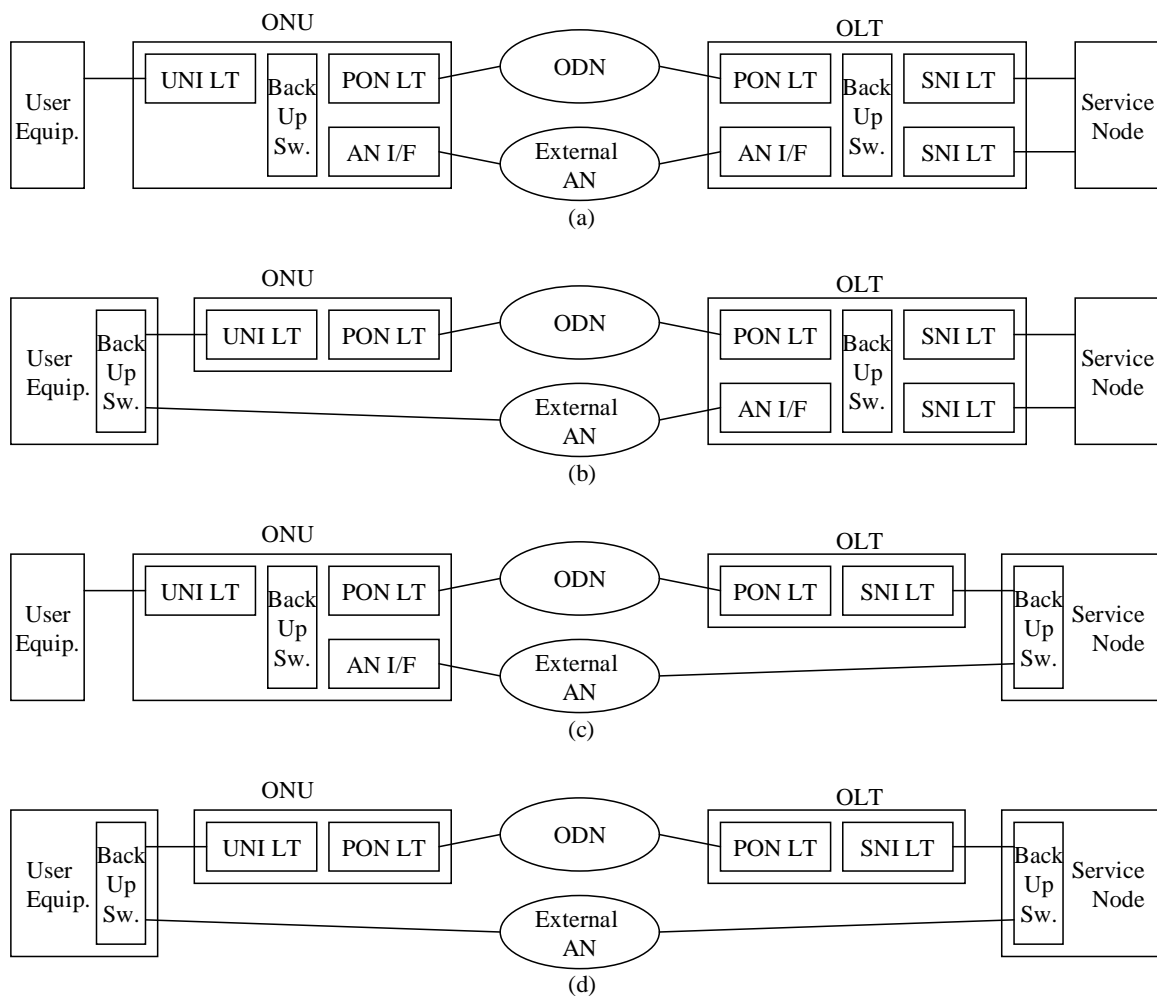 ONU
OLT
User
Equip.
UNI LT
Back
Up
Sw.
PON LT
AN I/F
ODN
External
AN
PON LT
AN I/F
Back
Up
Sw.
SNI LT
SNI LT
Service
Node
(a)
ONU
OLT
User
Equip.
Back
Up
Sw.
UNI LT
PON LT
ODN
External
AN
PON LT
AN I/F
Back
Up
Sw.
SNI LT
SNI LT
Service
Node
(b)
ONU
OLT
User
Equip.
UNI LT
Back
Up
Sw.
PON LT
AN I/F
ODN
External
AN
PON LT
SNI LT
Back
Up
Sw.
Service
Node
(c)
ONU
OLT
User
Equip.
Back
Up
Sw.
UNI LT
PON LT
ODN
External
AN
PON LT
SNI LT
Back
Up
Sw.
Service
Node
(d)